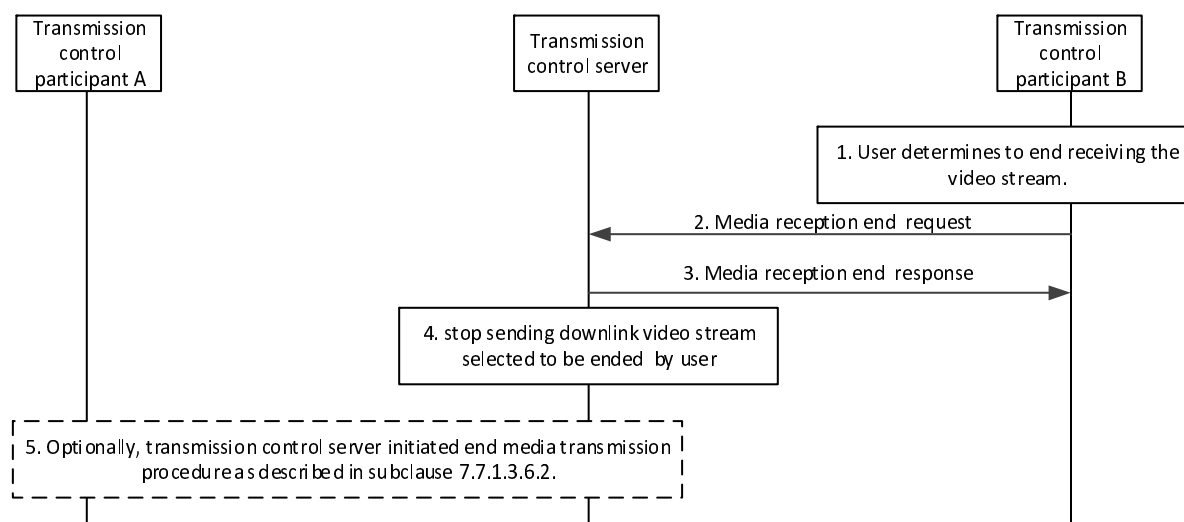 Transmission
control
participant A
Transmission
control server
Transmission
control
participant B
1. User determines to end receiving the
video stream.
2. Media reception end request
3. Media reception end response
4. stop sending downlink video stream
selected to be ended by user
5. Optionally, transmission control server initiated end media transmission
procedure as described in subclause 7.7.1.3.6.2.